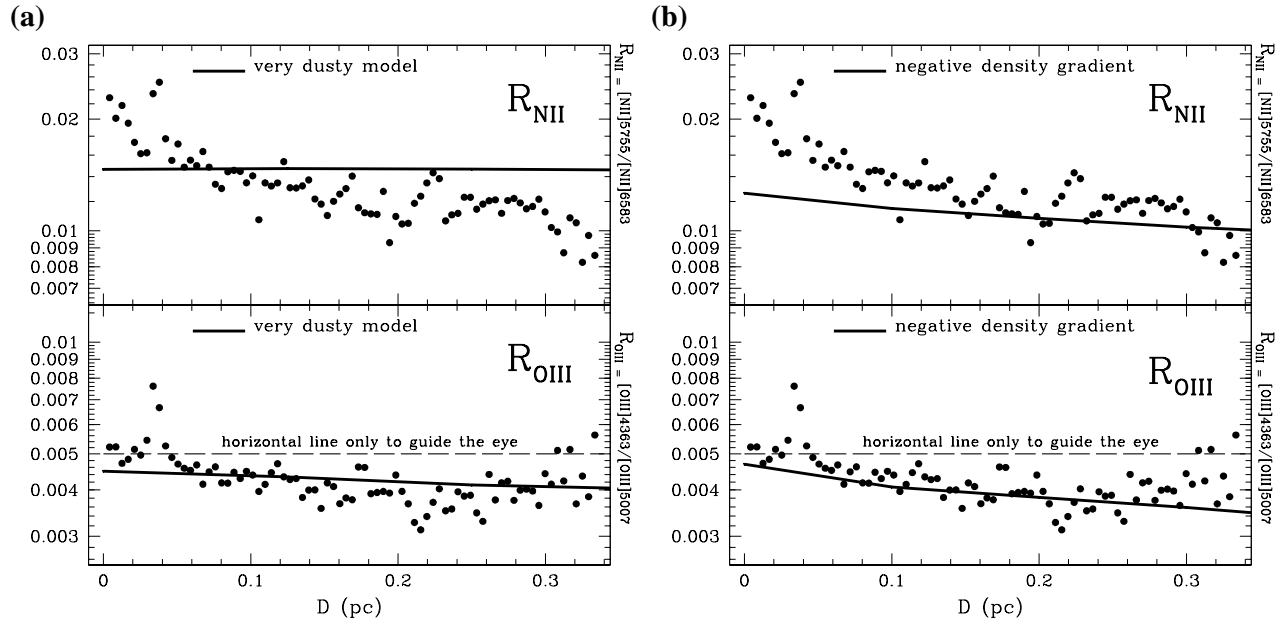 (a)
0.03
0.02
0.01
0.009
0.008
0.007
very dusty model
R_NII
R_NII = [NII]5755/[NII]6583
0.01
0.009
0.008
0.007
0.006
0.005
0.004
0.003
very dusty model
R_OIII
horizontal line only to guide the eye
R_OIII = [OIII]4363/[OIII]5007
0
0.1
0.2
0.3
D (pc)
(b)
0.03
0.02
0.01
0.009
0.008
0.007
negative density gradient
R_NII
R_NII = [NII]5755/[NII]6583
0.01
0.009
0.008
0.007
0.006
0.005
0.004
0.003
negative density gradient
R_OIII
horizontal line only to guide the eye
R_OIII = [OIII]4363/[OIII]5007
0
0.1
0.2
0.3
D (pc)